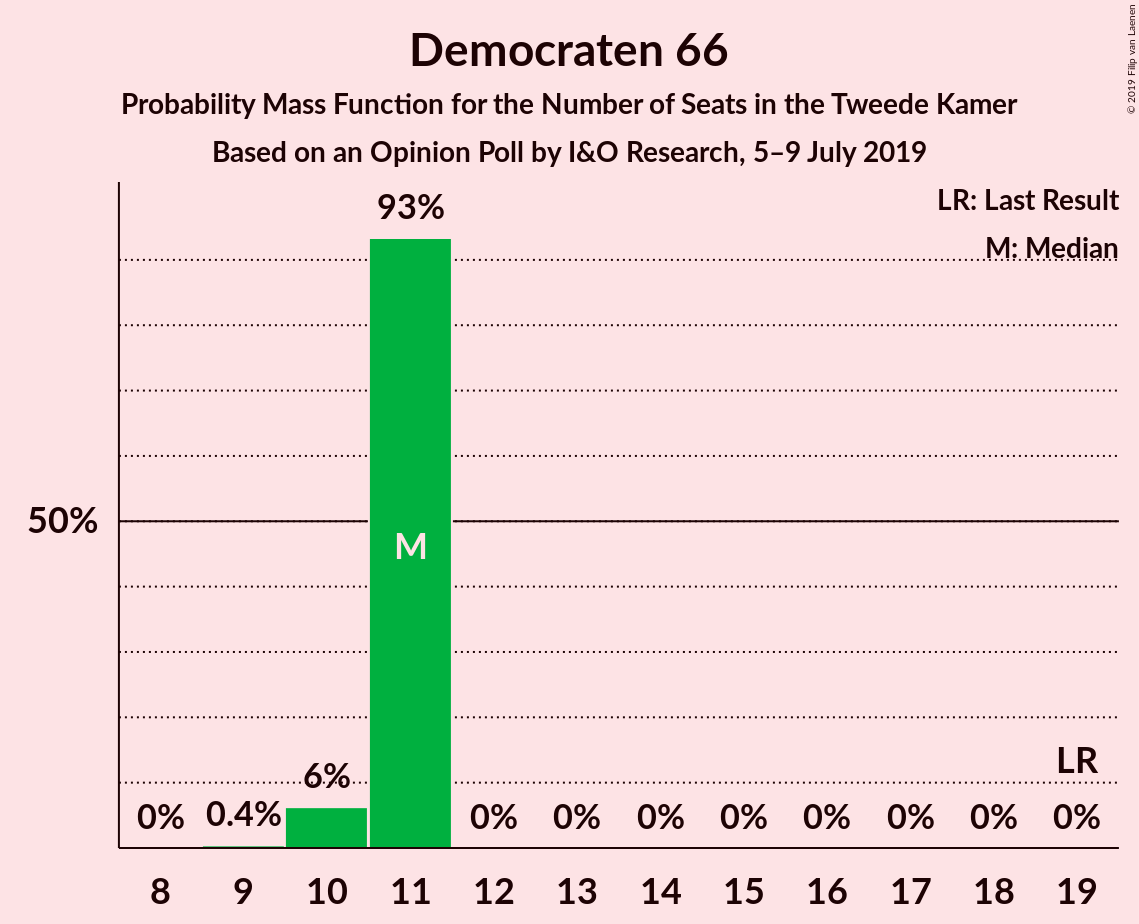 Democraten 66
Probability Mass Function for the Number of Seats in the Tweede Kamer
Based on an Opinion Poll by I&O Research, 5–9 July 2019
© 2019 Filip van Laenen
LR: Last Result
M: Median
93%
50%
M
LR
6%
0% 0.4% 0% 0% 0% 0% 0% 0% 0% 0%
8 9 10 11 12 13 14 15 16 17 18 19